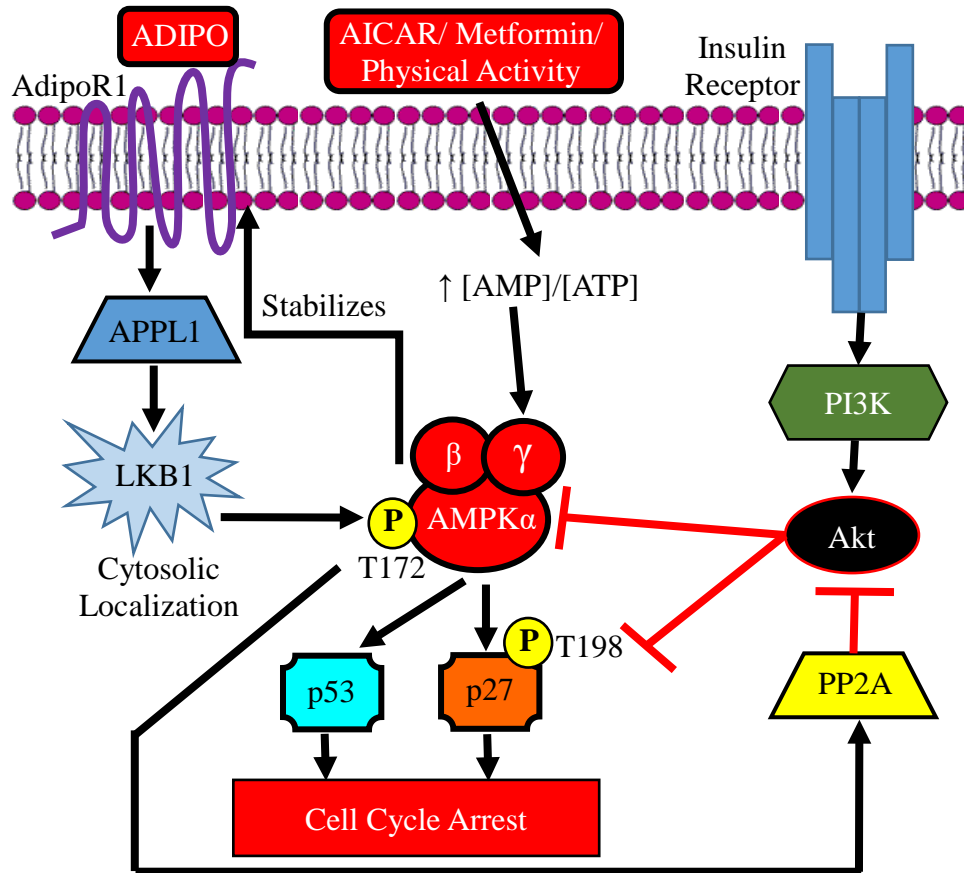 ADIPO
AdipoR1
AICAR/ Metformin/
Physical Activity
Insulin
Receptor
↑ [AMP]/[ATP]
Stabilizes
APPL1
PI3K
LKB1
β
γ
P
AMPKα
Akt
T172
Cytosolic
Localization
P
T198
p53
p27
PP2A
Cell Cycle Arrest